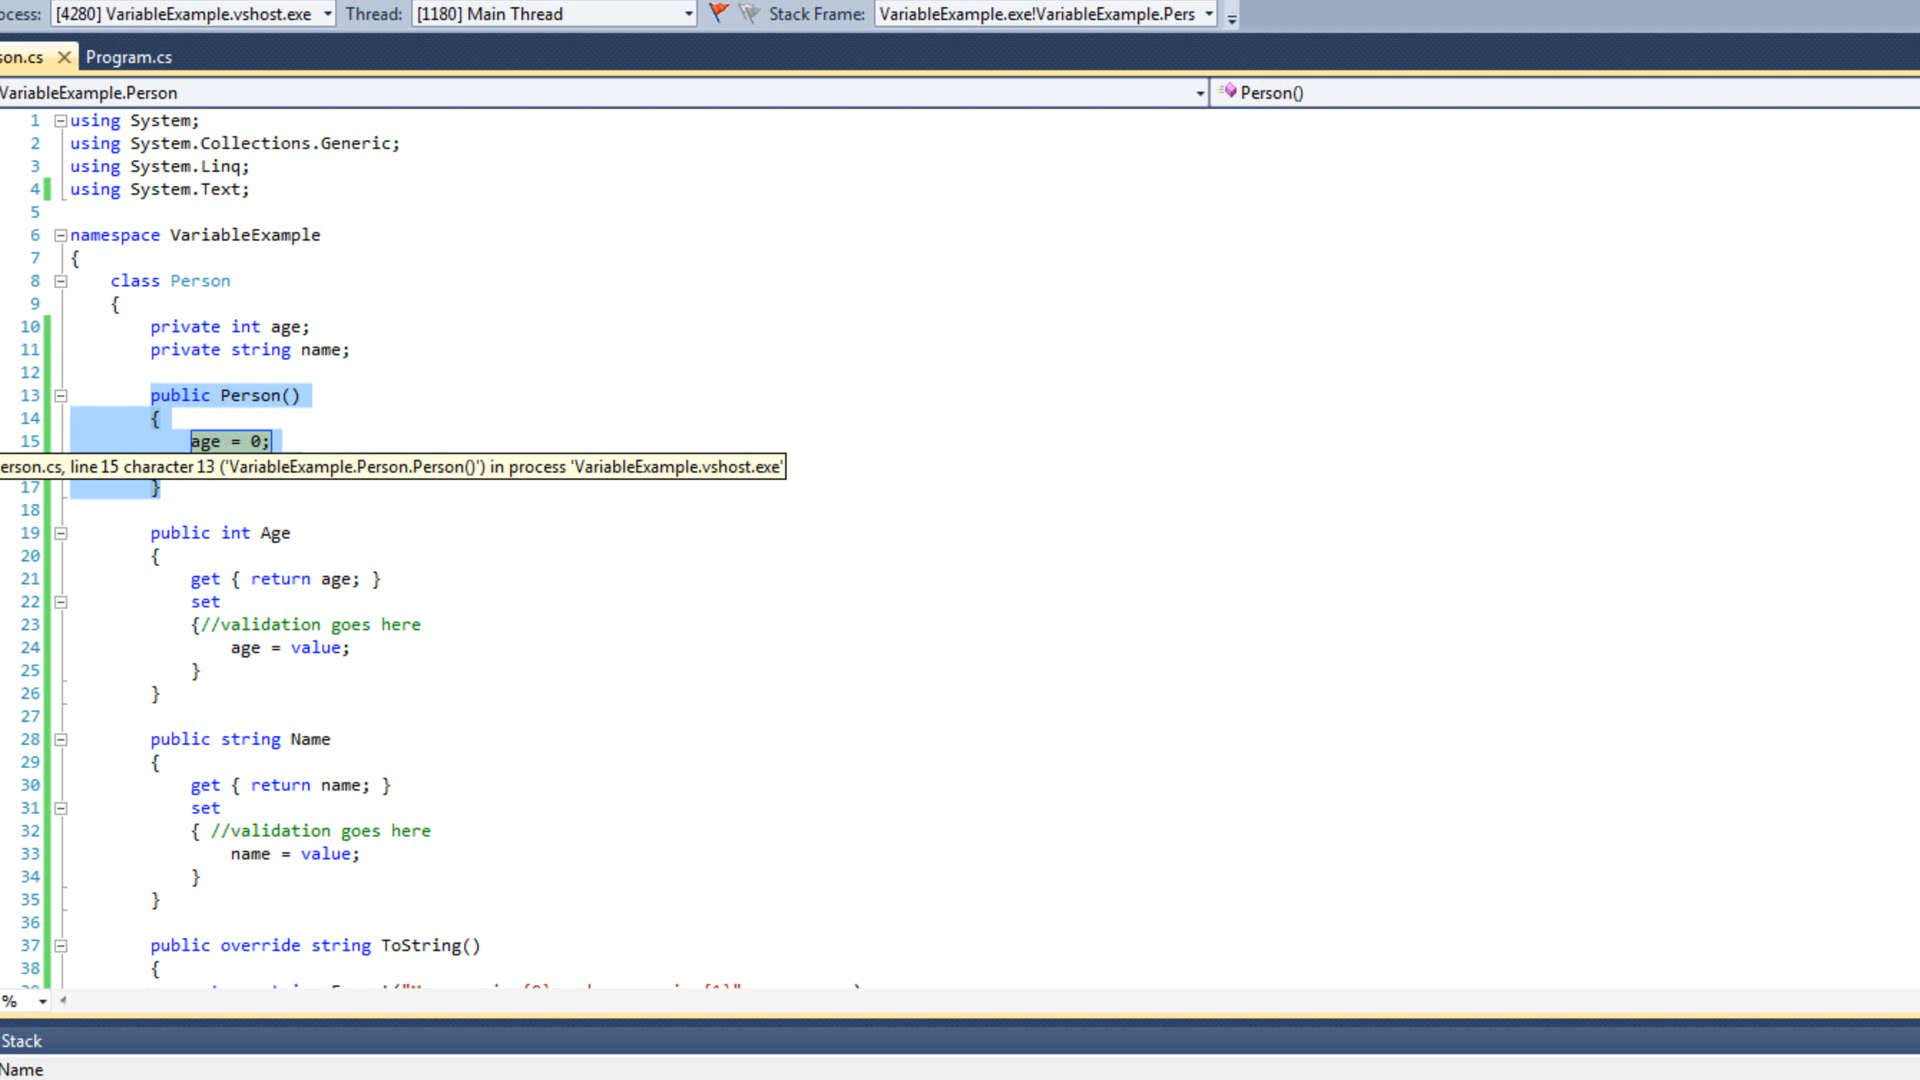 ocess: [4280] VariableExample.vshost.exe Thread: [1180] Main Thread Stack Frame: VariableExample.exe!VariableExample.Pers
son.cs Program.cs
VariableExample.Person Person()
1 using System;
2 using System.Collections.Generic;
3 using System.Linq;
4 using System.Text;
5
6 namespace VariableExample
7 {
8 class Person
9 {
10 private int age;
11 private string name;
12
13 public Person()
14 {
15 age = 0;
erson.cs, line 15 character 13 ('VariableExample.Person.Person()') in process 'VariableExample.vshost.exe'
17 }
18
19 public int Age
20 {
21 get { return age; }
22 set
23 {//validation goes here
24 age = value;
25 }
26 }
27
28 public string Name
29 {
30 get { return name; }
31 set
32 { //validation goes here
33 name = value;
34 }
35 }
36
37 public override string ToString()
38 {
%
Stack
Name